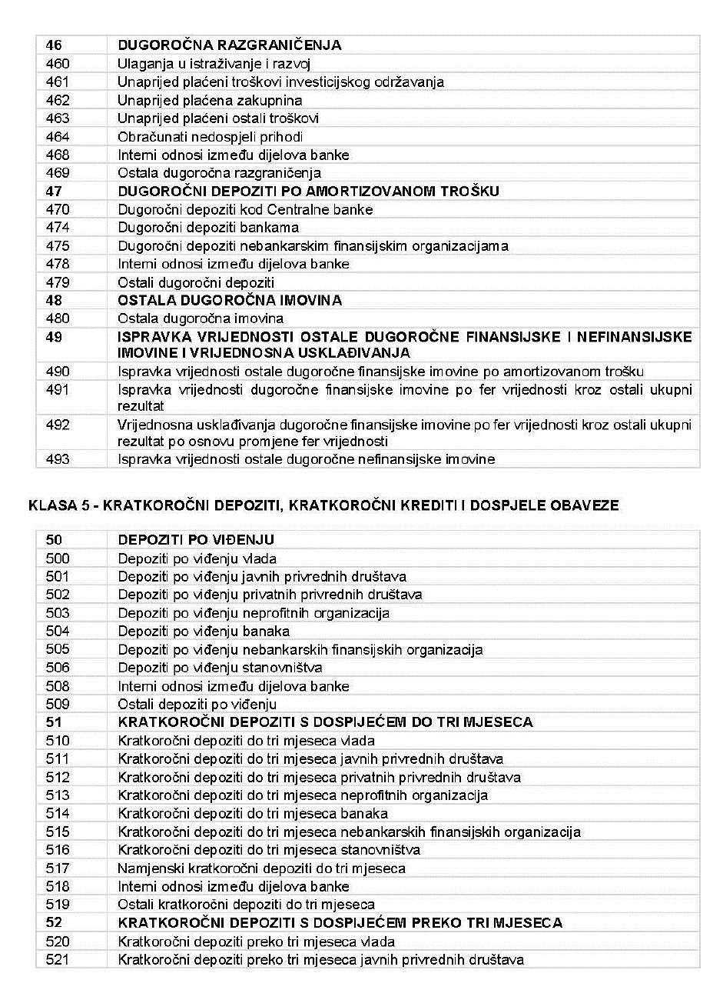 46 DUGOROČNA RAZGRANIČENJA
460 Ulaganja u istraživanje i razvoj
461 Unaprijed plaćeni troškovi investicijskog održavanja
462 Unaprijed plaćena zakupnina
463 Unaprijed plaćeni ostali troškovi
464 Obračunati nedospjeli prihodi
468 Interni odnosi između dijelova banke
469 Ostala dugoročna razgraničenja
47 DUGOROČNI DEPOZITI PO AMORTIZOVANOM TROŠKU
470 Dugoročni depoziti kod Centralne banke
474 Dugoročni depoziti bankama
475 Dugoročni depoziti nebankarskim finansijskim organizacijama
478 Interni odnosi između dijelova banke
479 Ostali dugoročni depoziti
48 OSTALA DUGOROČNA IMOVINA
480 Ostala dugoročna imovina
49 ISPRAVKA VRIJEDNOSTI OSTALE DUGOROČNE FINANSIJSKE I NEFINANSIJSKE
IMOVINE I VRIJEDNOSNA USKLAĐIVANJA
490 Ispravka vrijednosti ostale dugoročne finansijske imovine po amortizovanom trošku
491 Ispravka vrijednosti dugoročne finansijske imovine po fer vrijednosti kroz ostali ukupni
rezultat
492 Vrijednosna usklađivanja dugoročne finansijske imovine po fer vrijednosti kroz ostali ukupni
rezultat po osnovu promjene fer vrijednosti
493 Ispravka vrijednosti ostale dugoročne nefinansijske imovine
KLASA 5 - KRATKOROČNI DEPOZITI, KRATKOROČNI KREDITI I DOSPJELE OBAVEZE
50 DEPOZITI PO VIĐENJU
500 Depoziti po viđenju vlada
501 Depoziti po viđenju javnih privrednih društava
502 Depoziti po viđenju privatnih privrednih društava
503 Depoziti po viđenju neprofitnih organizacija
504 Depoziti po viđenju banaka
505 Depoziti po viđenju nebankarskih finansijskih organizacija
506 Depoziti po viđenju stanovništva
508 Interni odnosi između dijelova banke
509 Ostali depoziti po viđenju
51 KRATKOROČNI DEPOZITI S DOSPIJEĆEM DO TRI MJESECA
510 Kratkoročni depoziti do tri mjeseca vlada
511 Kratkoročni depoziti do tri mjeseca javnih privrednih društava
512 Kratkoročni depoziti do tri mjeseca privatnih privrednih društava
513 Kratkoročni depoziti do tri mjeseca neprofitnih organizacija
514 Kratkoročni depoziti do tri mjeseca banaka
515 Kratkoročni depoziti do tri mjeseca nebankarskih finansijskih organizacija
516 Kratkoročni depoziti do tri mjeseca stanovništva
517 Namjenski kratkoročni depoziti do tri mjeseca
518 Interni odnosi između dijelova banke
519 Ostali kratkoročni depoziti do tri mjeseca
52 KRATKOROČNI DEPOZITI S DOSPIJEĆEM PREKO TRI MJESECA
520 Kratkoročni depoziti preko tri mjeseca vlada
521 Kratkoročni depoziti preko tri mjeseca javnih privrednih društava